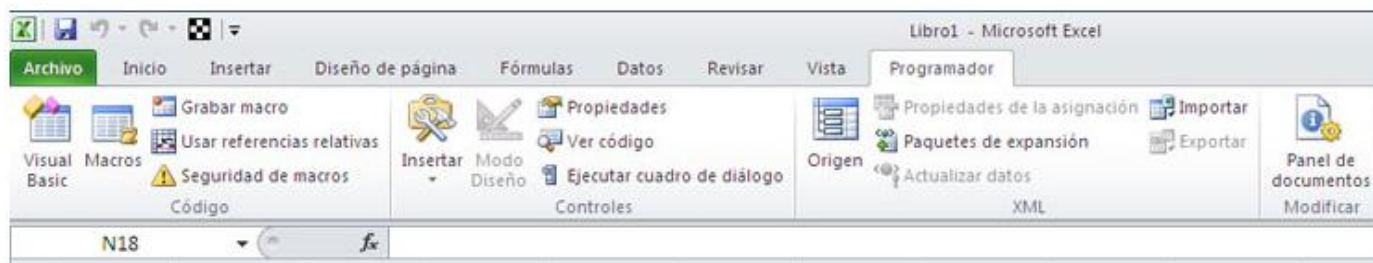 Libro1 - Microsoft Excel
Archivo Inicio Insertar Diseño de página Fórmulas Datos Revisar Vista Programador
Visual Basic
Macros
Grabar macro
Usar referencias relativas
Seguridad de macros
Código
Insertar
Modo Diseño
Propiedades
Ver código
Ejecutar cuadro de diálogo
Controles
Origen
Propiedades de la asignación
Paquetes de expansión
Actualizar datos
Importar
Exportar
XML
Panel de documentos
Modificar
N18 fx